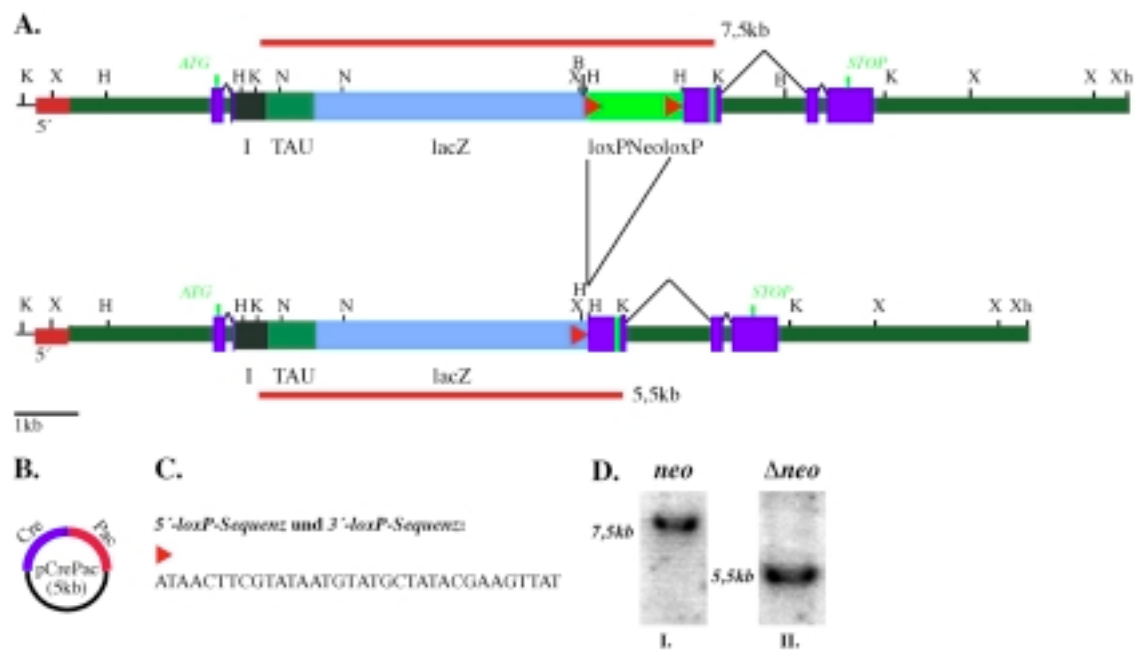 A.
7,5kb
ATG
STOP
K X H H K N N B X H H K B K X X Xh
5´
I TAU lacZ loxPNeoloxP
ATG
STOP
K X H H K N N H X H K K X X Xh
5´
I TAU lacZ
5,5kb
1kb
B.
Cre Pac
pCrePac
(5kb)
C.
5´-loxP-Sequenz und 3´-loxP-Sequenz:
ATAACTTCGTATAATGTATGCTATACGAAGTTAT
D.
neo Δneo
7,5kb
5,5kb
I. II.